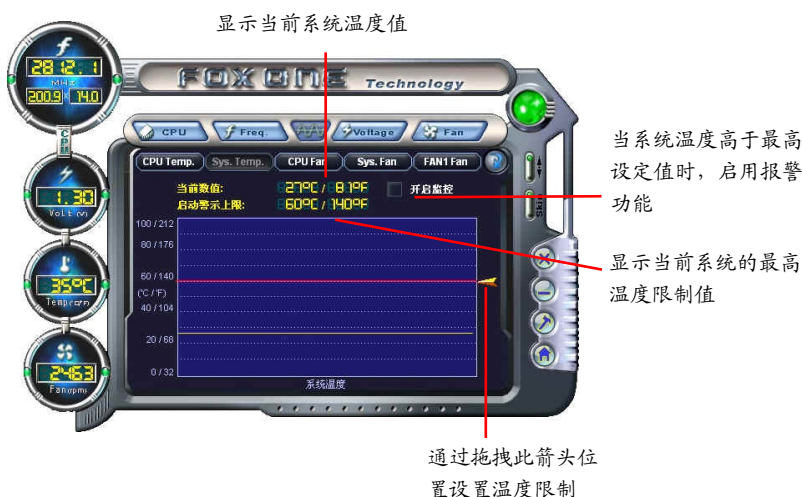 显示当前系统温度值
2812.1
MHz
200.9 × 14.0
FOX ONE Technology
CPU
CPU Freq. Voltage Fan
CPU Temp. Sys. Temp. CPU Fan Sys. Fan FAN1 Fan ?
当系统温度高于最高
设定值时，启用报警
功能
当前数值: 27°C / 81°F 开启监控
启动警示上限: 60°C / 140°F
SKIN
1.30
Volt (V)
100 / 212
80 / 176
60 / 140
(°C / °F)
40 / 104
20 / 68
0 / 32
系统温度
显示当前系统的最高
温度限制值
35°C
2463
Fan(rpm)
通过拖拽此箭头位
置设置温度限制